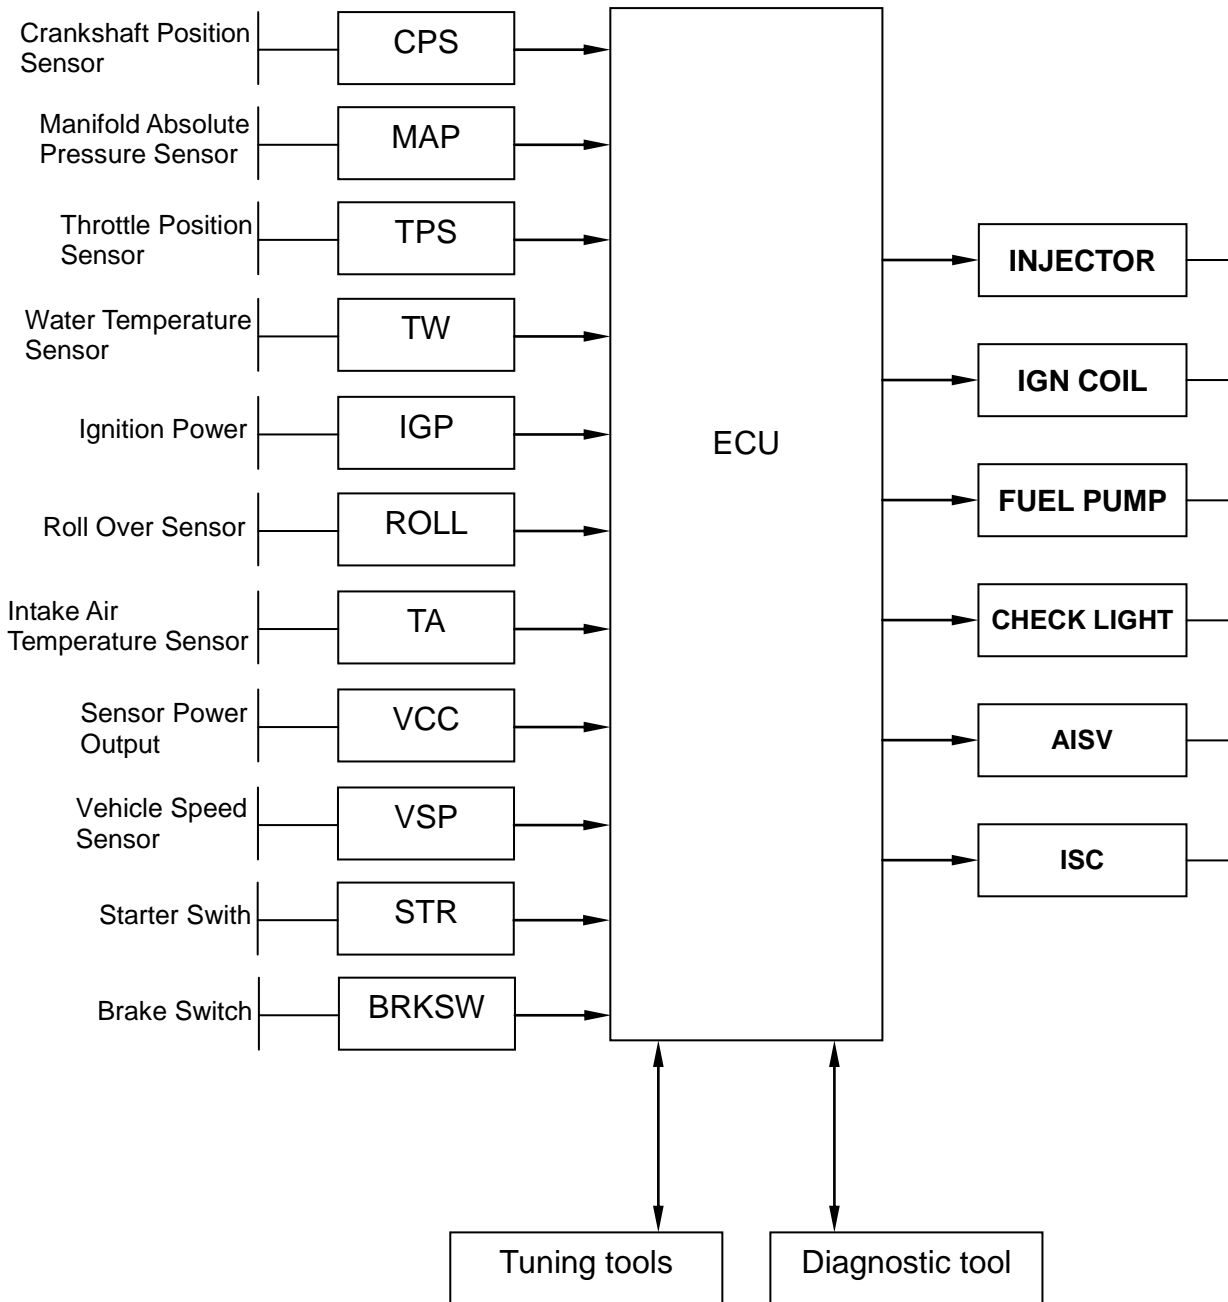 Crankshaft Position
Sensor
CPS
Manifold Absolute
Pressure Sensor
MAP
Throttle Position
Sensor
TPS
Water Temperature
Sensor
TW
Ignition Power
IGP
Roll Over Sensor
ROLL
Intake Air
Temperature Sensor
TA
Sensor Power
Output
VCC
Vehicle Speed
Sensor
VSP
Starter Swith
STR
Brake Switch
BRKSW
ECU
INJECTOR
IGN COIL
FUEL PUMP
CHECK LIGHT
AISV
ISC
Tuning tools
Diagnostic tool